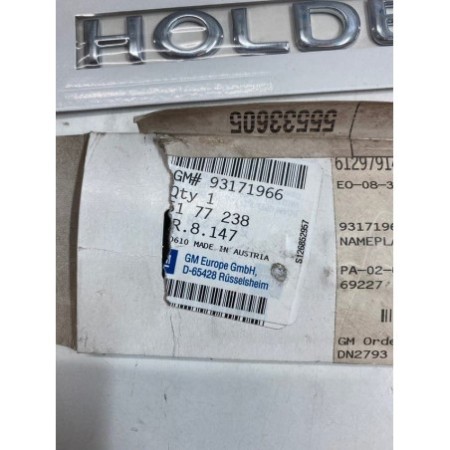 HOLDE
55533605
GM# 93171966
Qty 1
51 77 238
R.8.147
0610 MADE IN AUSTRIA
GM Europe GmbH,
D-65428 Rüsselsheim
6129791
EO-08-3
9317196
NAMEPLA
PA-02-
69227
GM Orde
DN2793